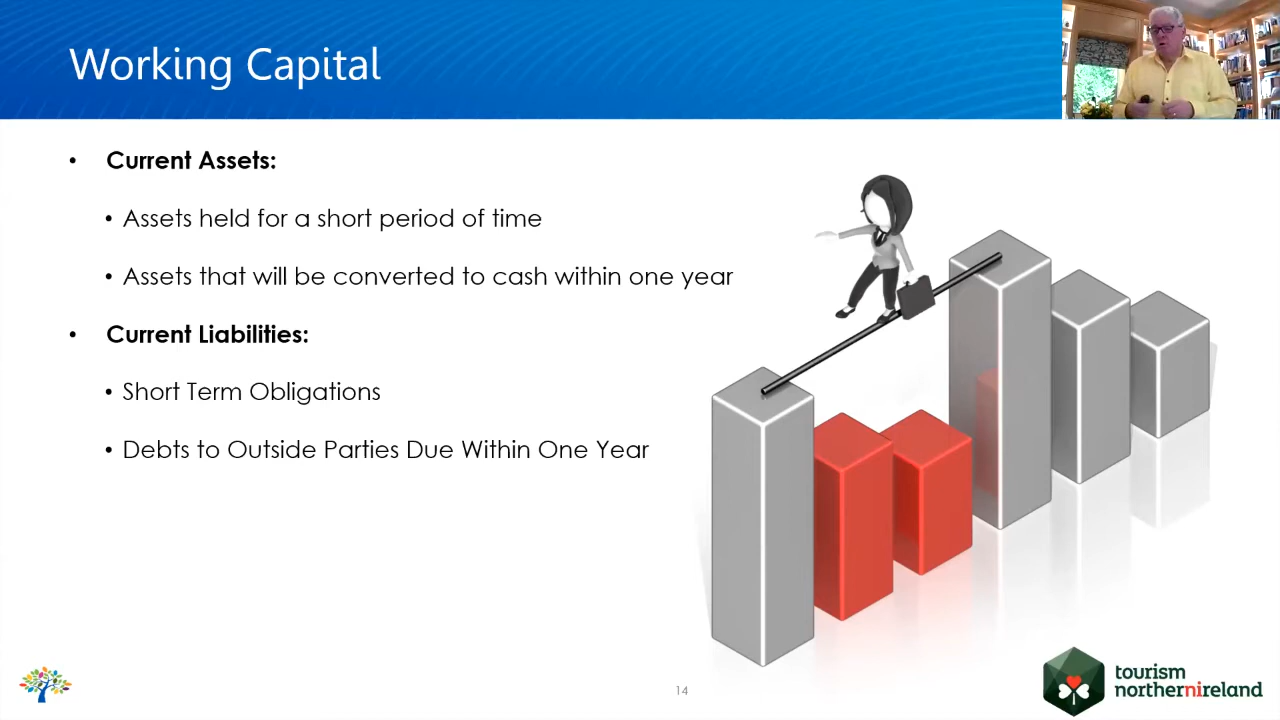 Working Capital
• Current Assets:
• Assets held for a short period of time
• Assets that will be converted to cash within one year
• Current Liabilities:
• Short Term Obligations
• Debts to Outside Parties Due Within One Year
14
tourism
northernireland